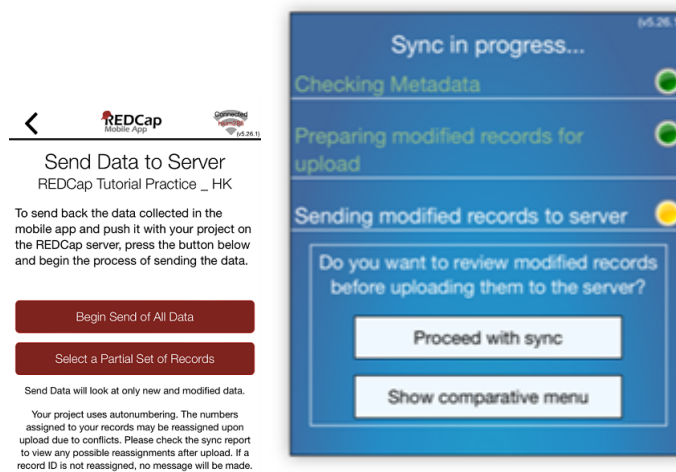 REDCap
Mobile App
Connected
(v5.26.1)
Send Data to Server
REDCap Tutorial Practice _ HK
To send back the data collected in the
mobile app and push it with your project on
the REDCap server, press the button below
and begin the process of sending the data.
Begin Send of All Data
Select a Partial Set of Records
Send Data will look at only new and modified data.
Your project uses autonumbering. The numbers
assigned to your records may be reassigned upon
upload due to conflicts. Please check the sync report
to view any possible reassignments after upload. If a
record ID is not reassigned, no message will be made.
(v5.26.1
Sync in progress...
Checking Metadata
Preparing modified records for
upload
Sending modified records to server
Do you want to review modified records
before uploading them to the server?
Proceed with sync
Show comparative menu